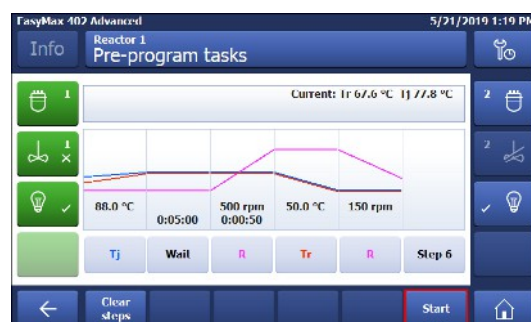 EasyMax 402 Advanced
5/21/2019 1:19 PM
Info
Reactor 1
Pre-program tasks
1
Current: Tr 67.6 °C Tj 77.8 °C
2
1
2
88.0 °C
0:05:00
500 rpm
0:00:50
50.0 °C
150 rpm
Tj
Wait
R
Tr
R
Step 6
Clear
steps
Start